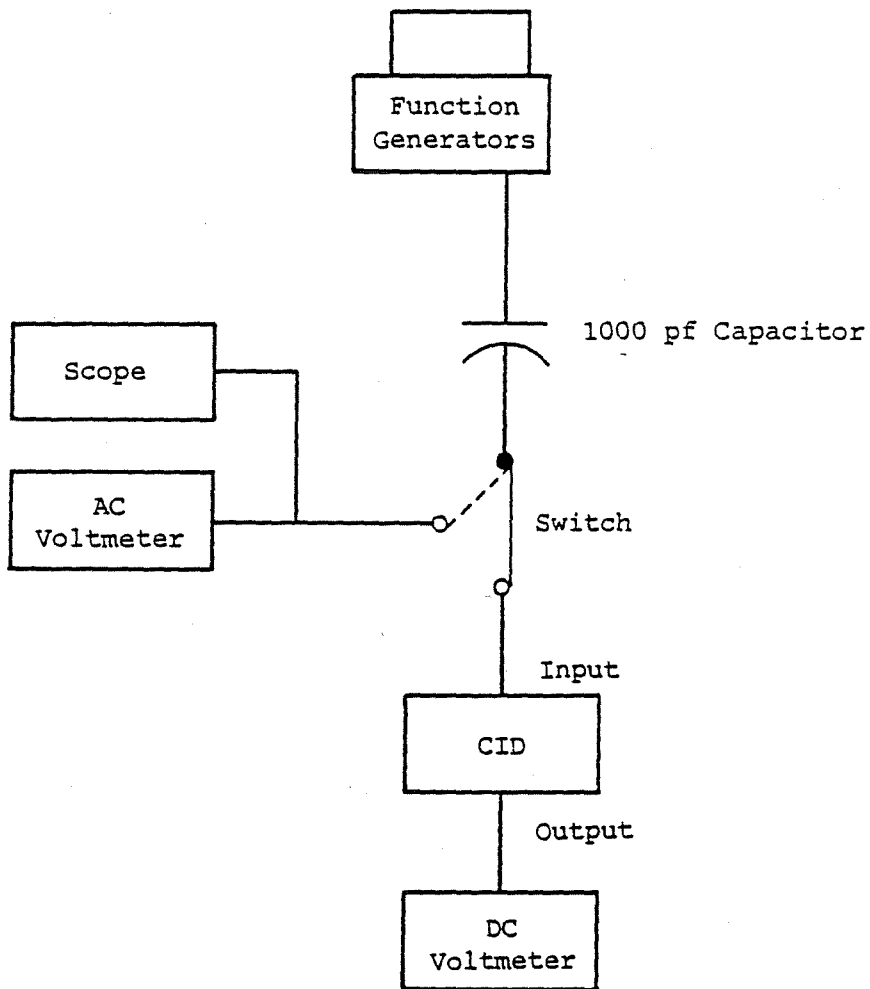 Function
Generators
1000 pf Capacitor
Scope
AC
Voltmeter
Switch
Input
CID
Output
DC
Voltmeter